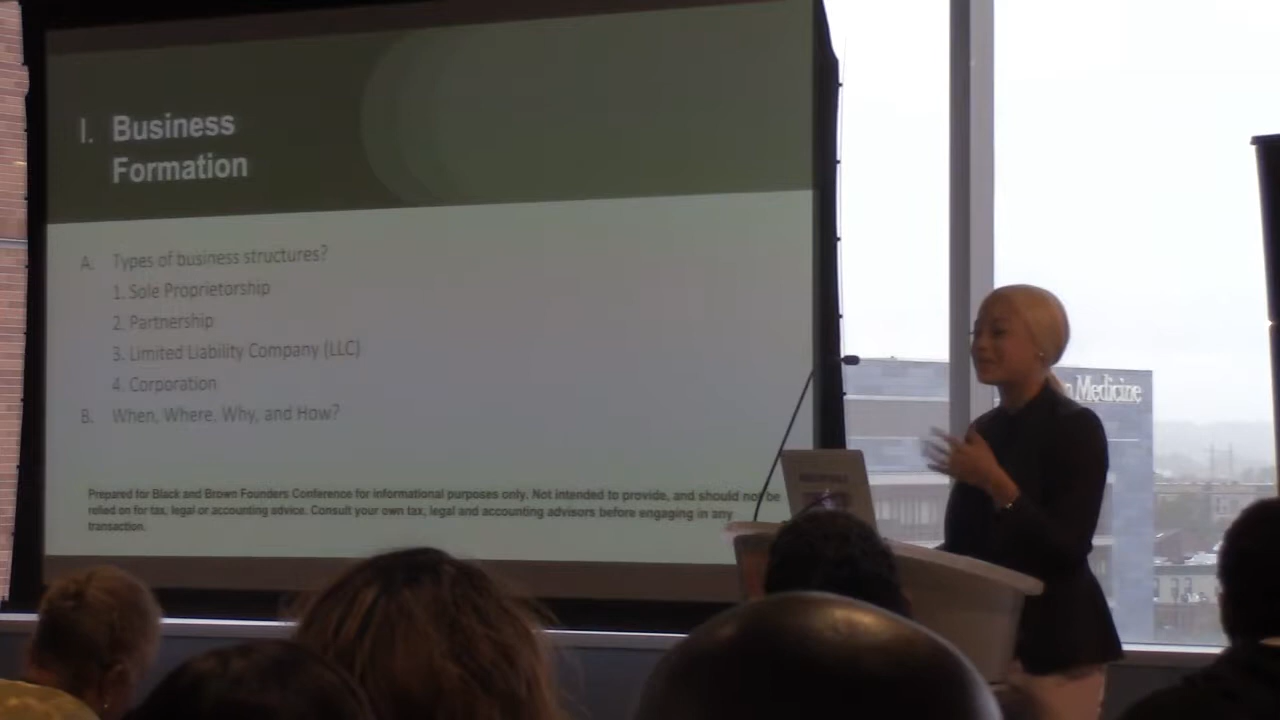 I. Business
Formation
A. Types of business structures?
1. Sole Proprietorship
2. Partnership
3. Limited Liability Company (LLC)
4. Corporation
B. When, Where, Why, and How?
Prepared for Black and Brown Founders Conference for informational purposes only. Not intended to provide, and should not be
relied on for tax, legal or accounting advice. Consult your own tax, legal and accounting advisors before engaging in any
transaction.
Medicine